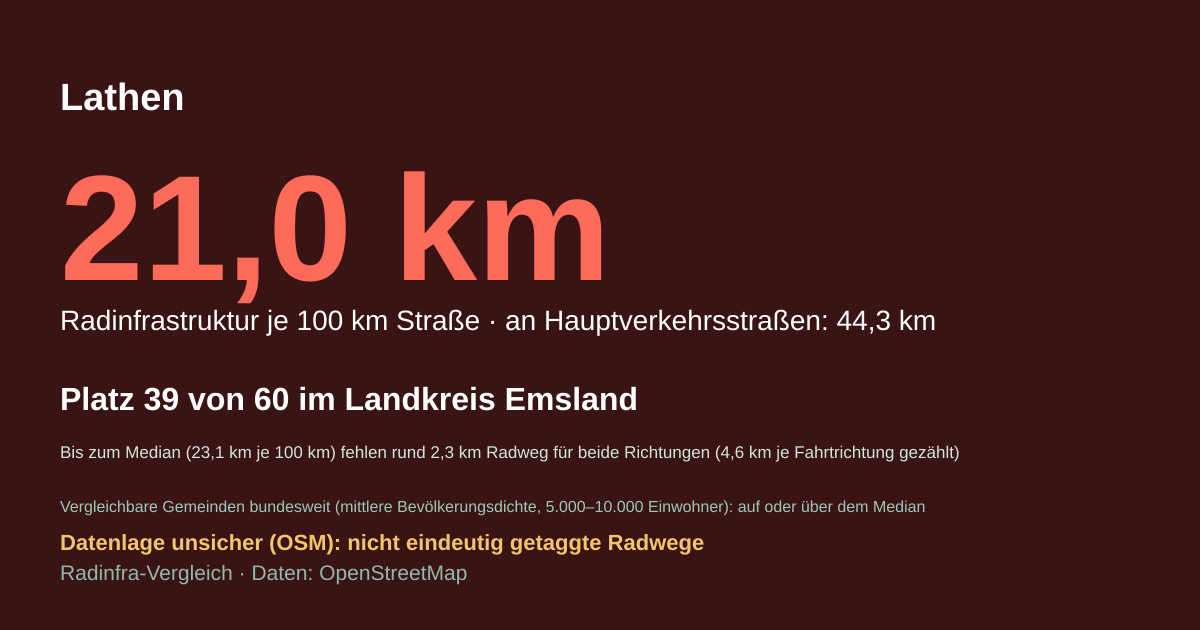 Lathen
21,0 km
Radinfrastruktur je 100 km Straße · an Hauptverkehrsstraßen: 44,3 km
Platz 39 von 60 im Landkreis Emsland
Bis zum Median (23,1 km je 100 km) fehlen rund 2,3 km Radweg für beide Richtungen (4,6 km je Fahrtrichtung gezählt)
Vergleichbare Gemeinden bundesweit (mittlere Bevölkerungsdichte, 5.000–10.000 Einwohner): auf oder über dem Median
Datenlage unsicher (OSM): nicht eindeutig getaggte Radwege
Radinfra-Vergleich · Daten: OpenStreetMap